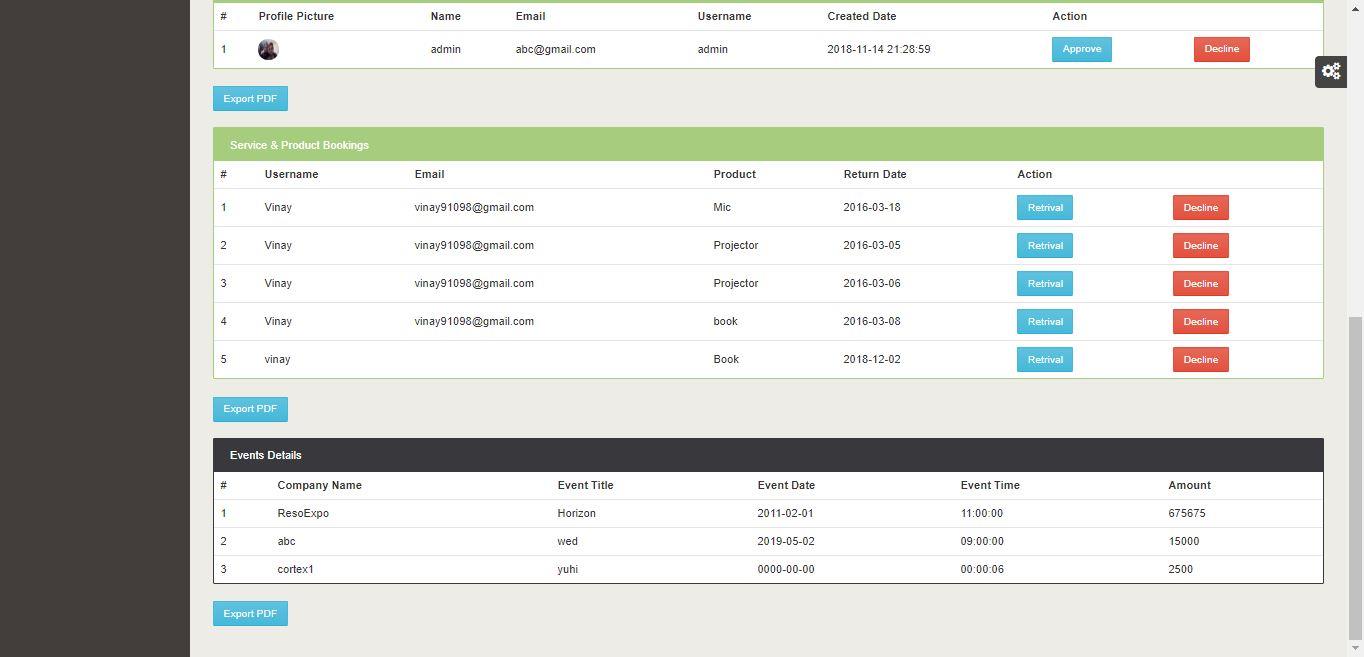 # Profile Picture Name Email Username Created Date Action
1 admin abc@gmail.com admin 2018-11-14 21:28:59 Approve Decline
Export PDF
Service & Product Bookings
# Username Email Product Return Date Action
1 Vinay vinay91098@gmail.com Mic 2016-03-18 Retrival Decline
2 Vinay vinay91098@gmail.com Projector 2016-03-05 Retrival Decline
3 Vinay vinay91098@gmail.com Projector 2016-03-06 Retrival Decline
4 Vinay vinay91098@gmail.com book 2016-03-08 Retrival Decline
5 vinay Book 2018-12-02 Retrival Decline
Export PDF
Events Details
# Company Name Event Title Event Date Event Time Amount
1 ResoExpo Horizon 2011-02-01 11:00:00 675675
2 abc wed 2019-05-02 09:00:00 15000
3 cortex1 yuhi 0000-00-00 00:00:06 2500
Export PDF